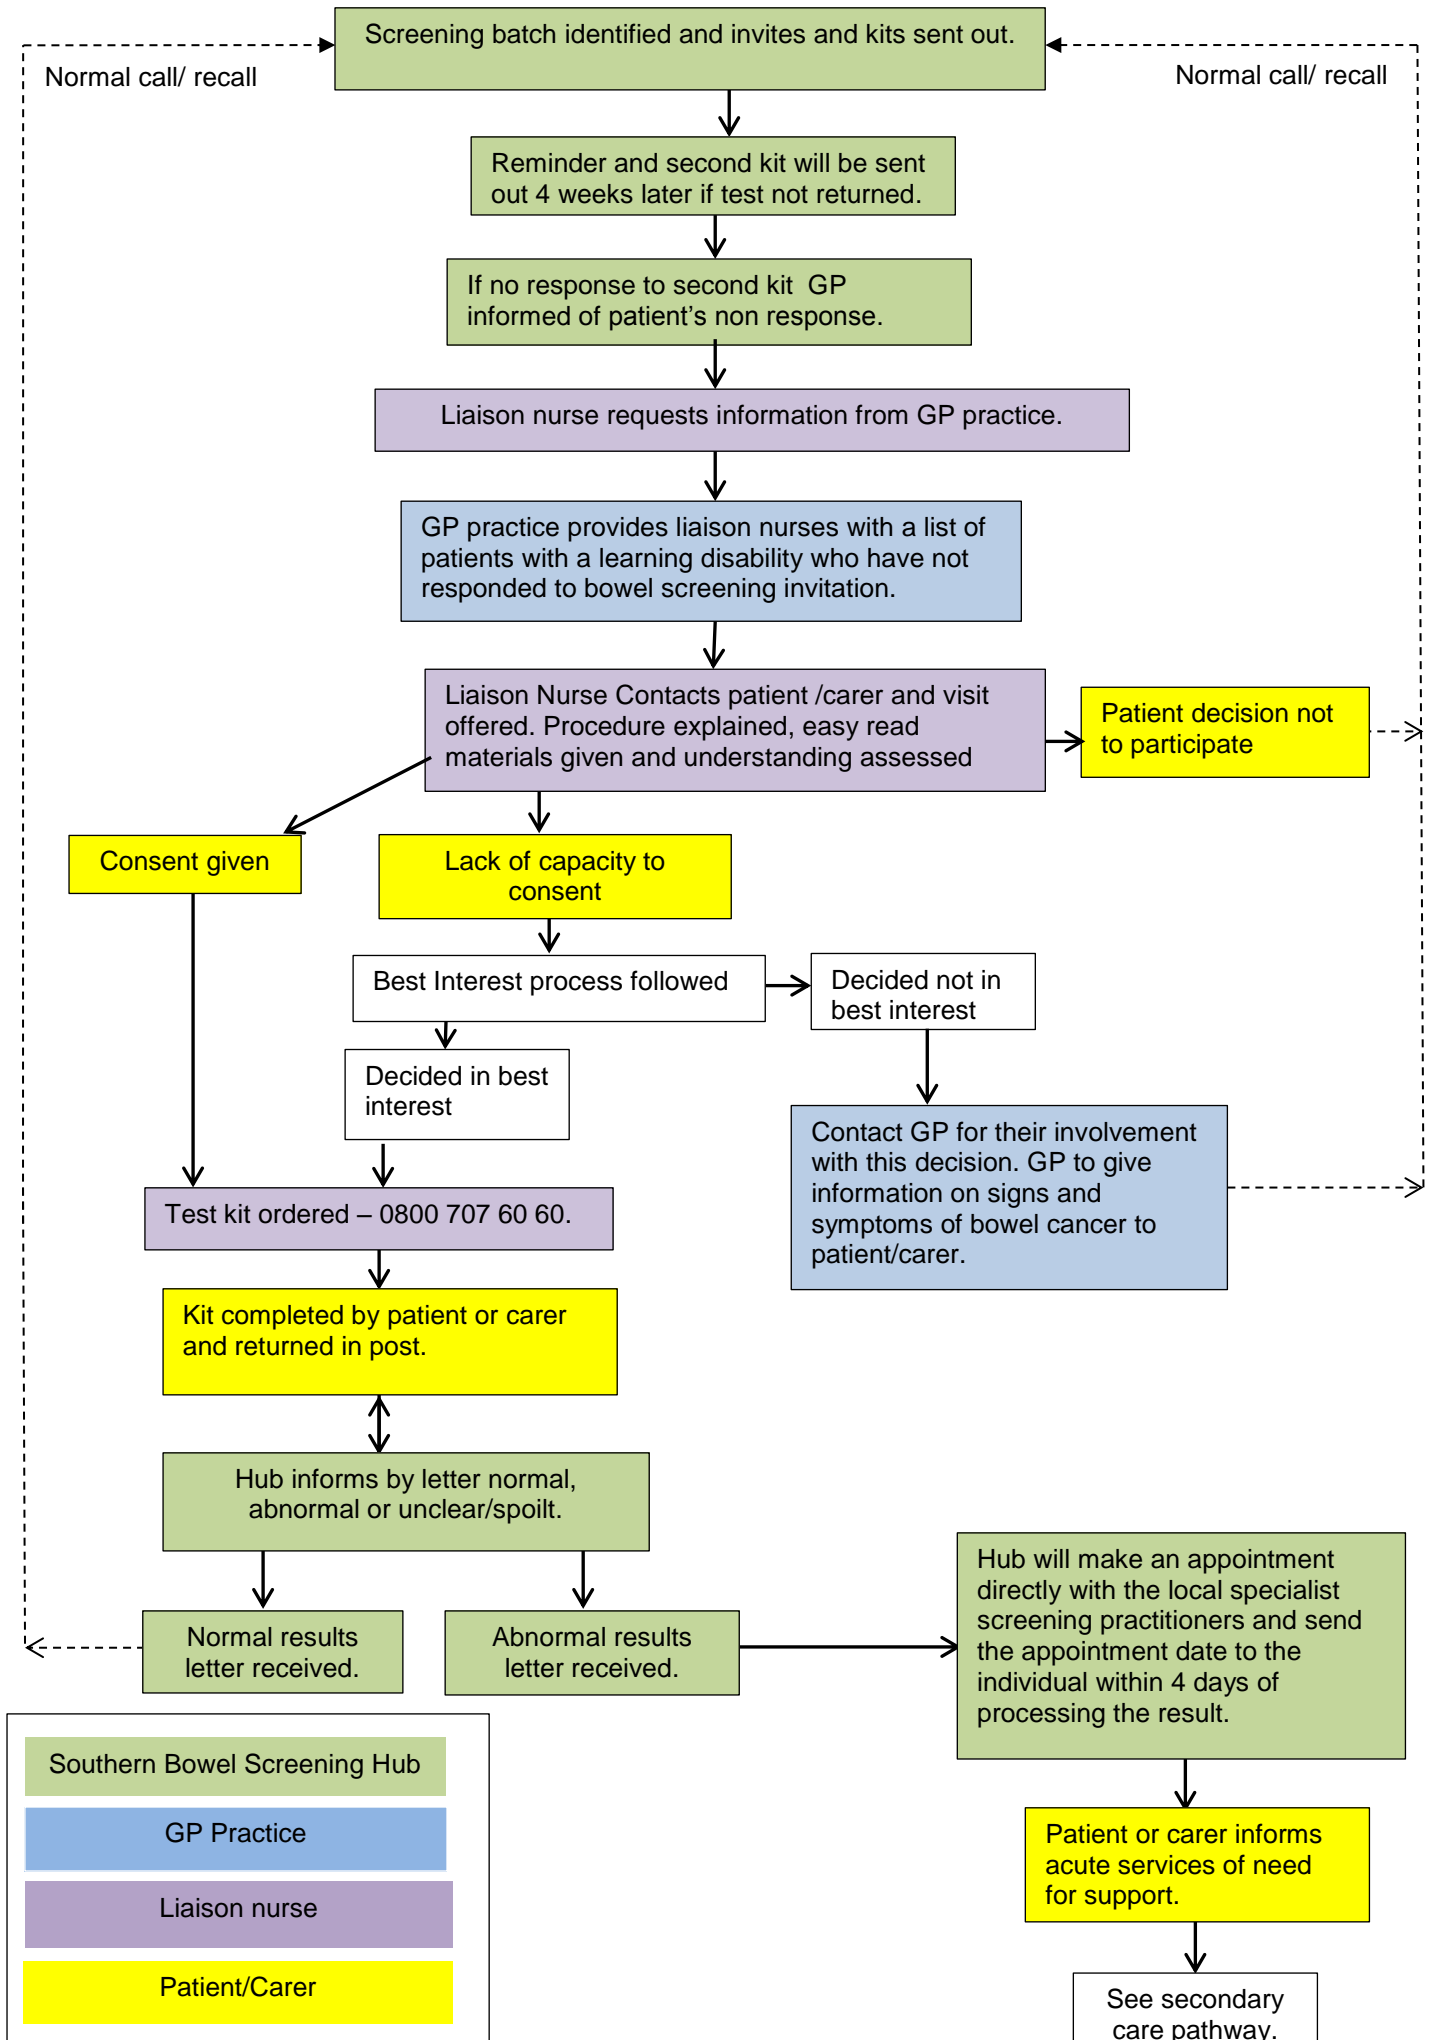 Screening batch identified and invites and kits sent out.
Normal call/ recall
Normal call/ recall
Reminder and second kit will be sent
out 4 weeks later if test not returned.
If no response to second kit  GP
informed of patient’s non response.
Liaison nurse requests information from GP practice.
GP practice provides liaison nurses with a list of
patients with a learning disability who have not
responded to bowel screening invitation.
Liaison Nurse Contacts patient /carer and visit
offered. Procedure explained, easy read
materials given and understanding assessed
Patient decision not
to participate
Consent given
Lack of capacity to
consent
Best Interest process followed
Decided not in
best interest
Decided in best
interest
Contact GP for their involvement
with this decision. GP to give
information on signs and
symptoms of bowel cancer to
patient/carer.
Test kit ordered – 0800 707 60 60.
Kit completed by patient or carer
and returned in post.
Hub informs by letter normal,
abnormal or unclear/spoilt.
Normal results
letter received.
Abnormal results
letter received.
Hub will make an appointment
directly with the local specialist
screening practitioners and send
the appointment date to the
individual within 4 days of
processing the result.
Patient or carer informs
acute services of need
for support.
See secondary
care pathway.
Southern Bowel Screening Hub
GP Practice
Liaison nurse
Patient/Carer